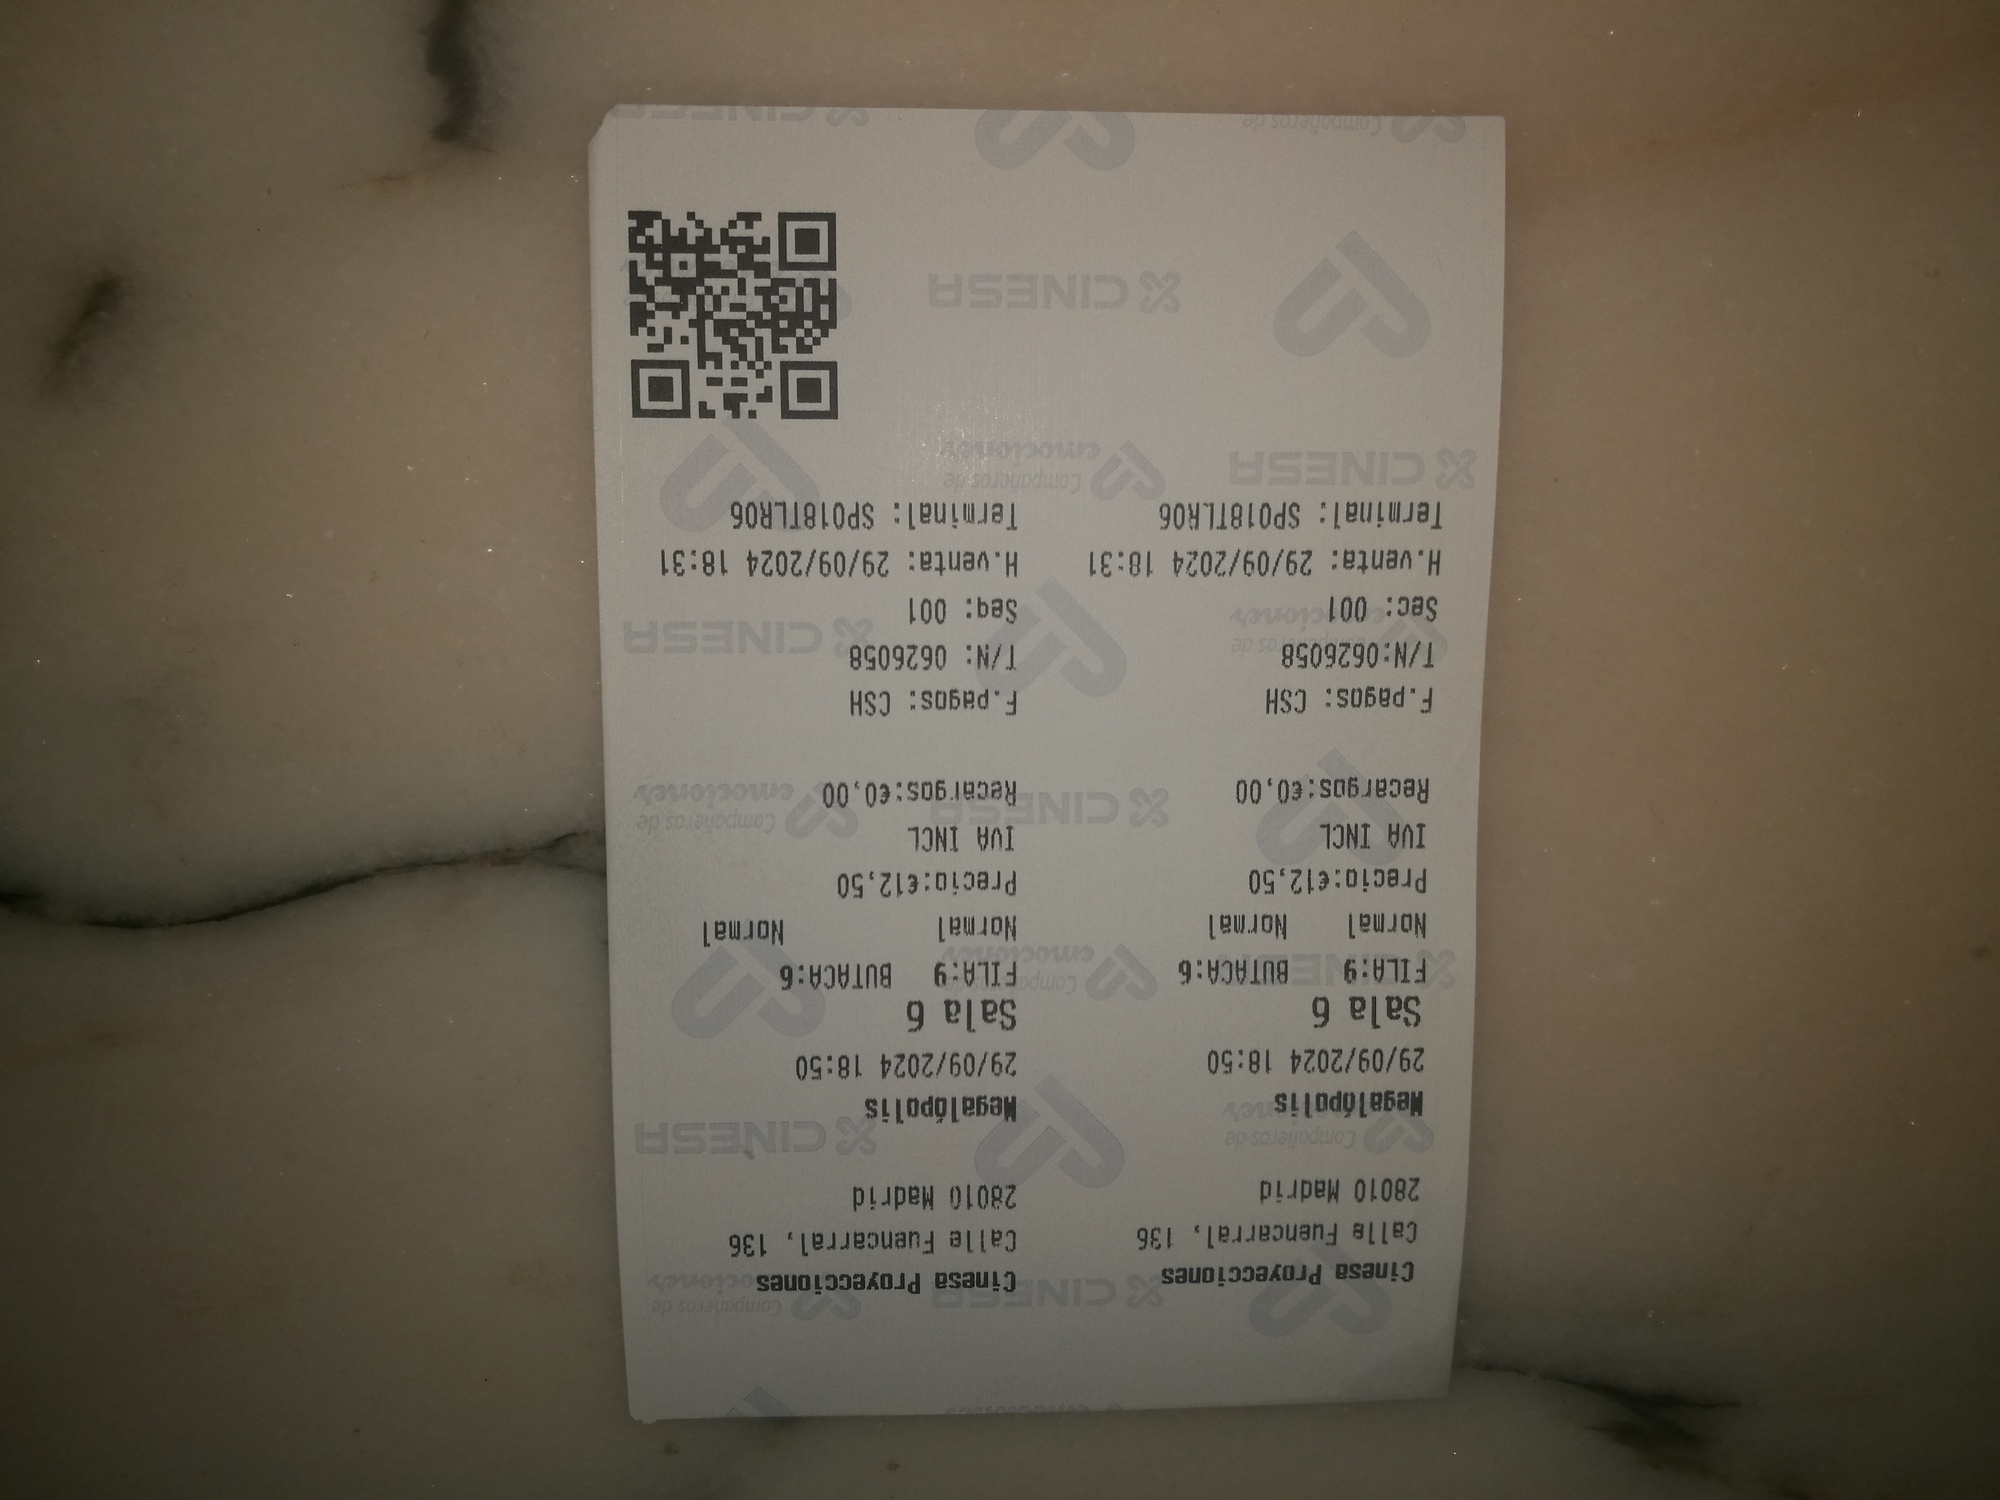 Cinesa Proyecciones
Calle Fuencarral, 136
28010 Madrid
Megalópolis
29/09/2024 18:50
Sala 6
FILA:9 BUTACA:6
Normal Normal
Precio:€12,50
IVA INCL
Recargos:€0,00
F.pagos: CSH
T/N:0626058
Sec: 001
H.venta: 29/09/2024 18:31
Terminal: SP018TLR06
Cinesa Proyecciones
Calle Fuencarral, 136
28010 Madrid
Megalópolis
29/09/2024 18:50
Sala 6
FILA:9 BUTACA:6
Normal Normal
Precio:€12,50
IVA INCL
Recargos:€0,00
F.pagos: CSH
T/N: 0626058
Seq: 001
H.venta: 29/09/2024 18:31
Terminal: SP018TLR06
CINESA
Compañeros de
emociones